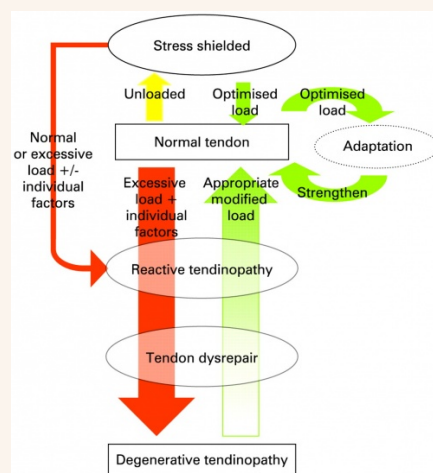 Stress shielded
Unloaded
Optimised
load
Optimised
load
Normal tendon
Adaptation
Normal
or excessive
load +/-
individual
factors
Excessive
load +
individual
factors
Appropriate
modified
load
Strengthen
Reactive tendinopathy
Tendon dysrepair
Degenerative tendinopathy